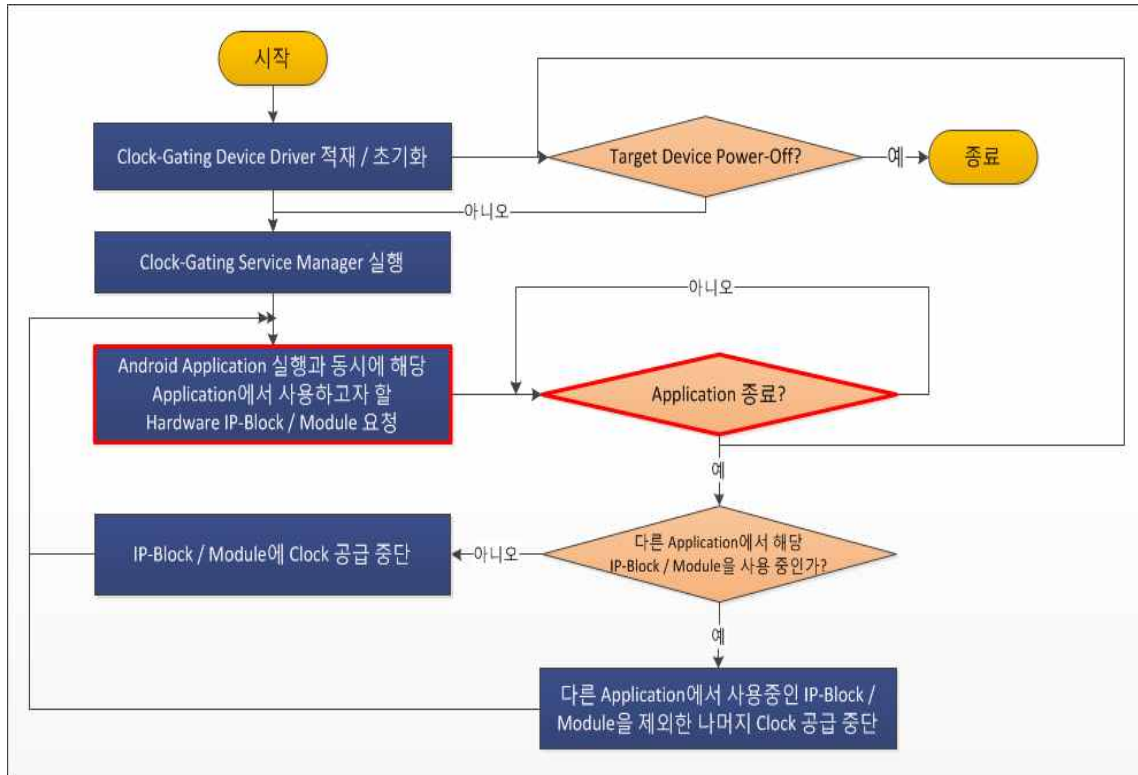 시작
Clock-Gating Device Driver 적재 / 초기화
Target Device Power-Off?
예
종료
아니오
Clock-Gating Service Manager 실행
아니오
Android Application 실행과 동시에 해당
Application에서 사용하고자 할
Hardware IP-Block / Module 요청
Application 종료?
예
다른 Application에서 해당
IP-Block / Module을 사용 중인가?
아니오
IP-Block / Module에 Clock 공급 중단
예
다른 Application에서 사용중인 IP-Block /
Module을 제외한 나머지 Clock 공급 중단